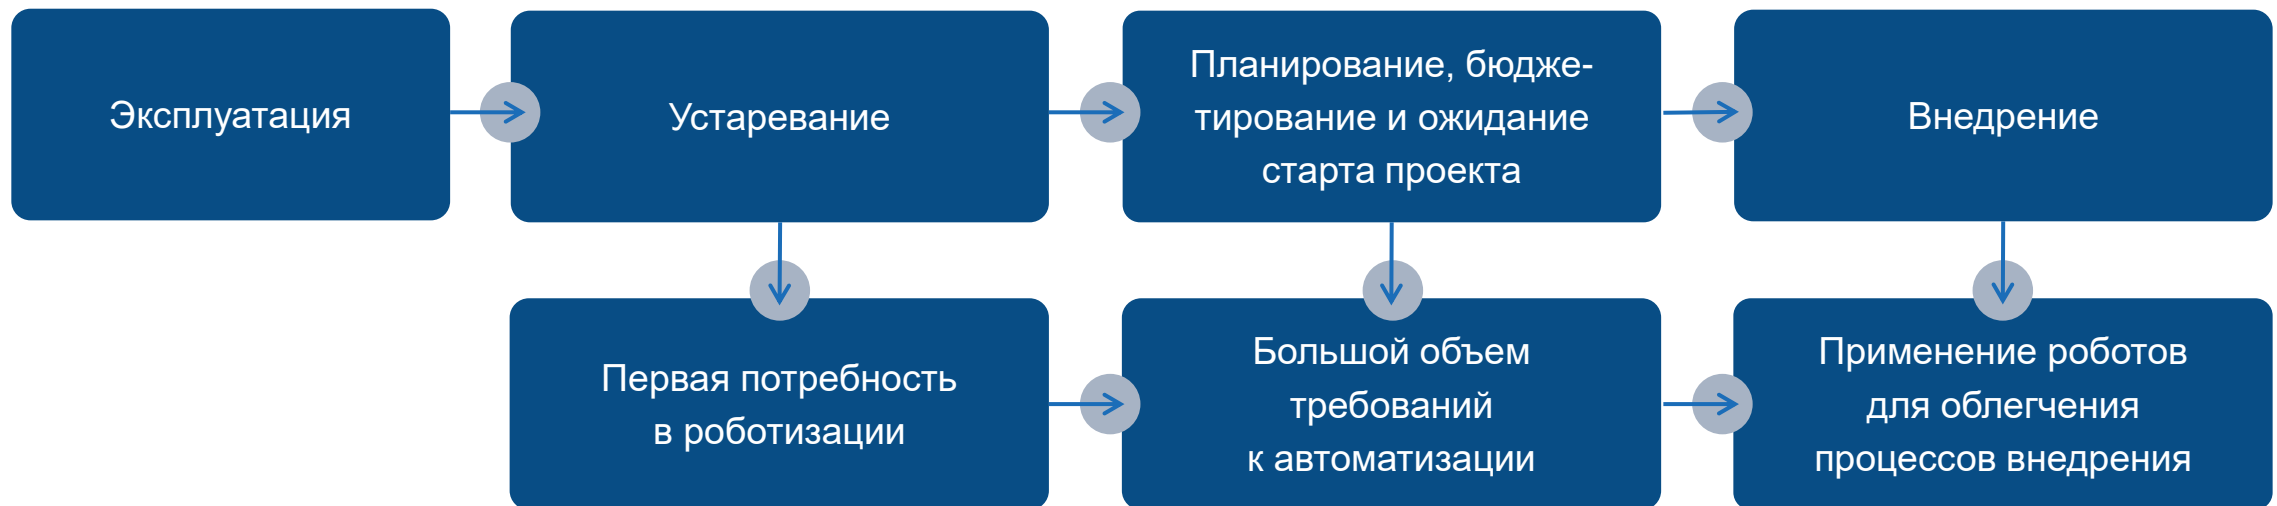 Эксплуатация
Устаревание
Планирование, бюдже-
тирование и ожидание
старта проекта
Внедрение
Первая потребность
в роботизации
Большой объем
требований
к автоматизации
Применение роботов
для облегчения
процессов внедрения